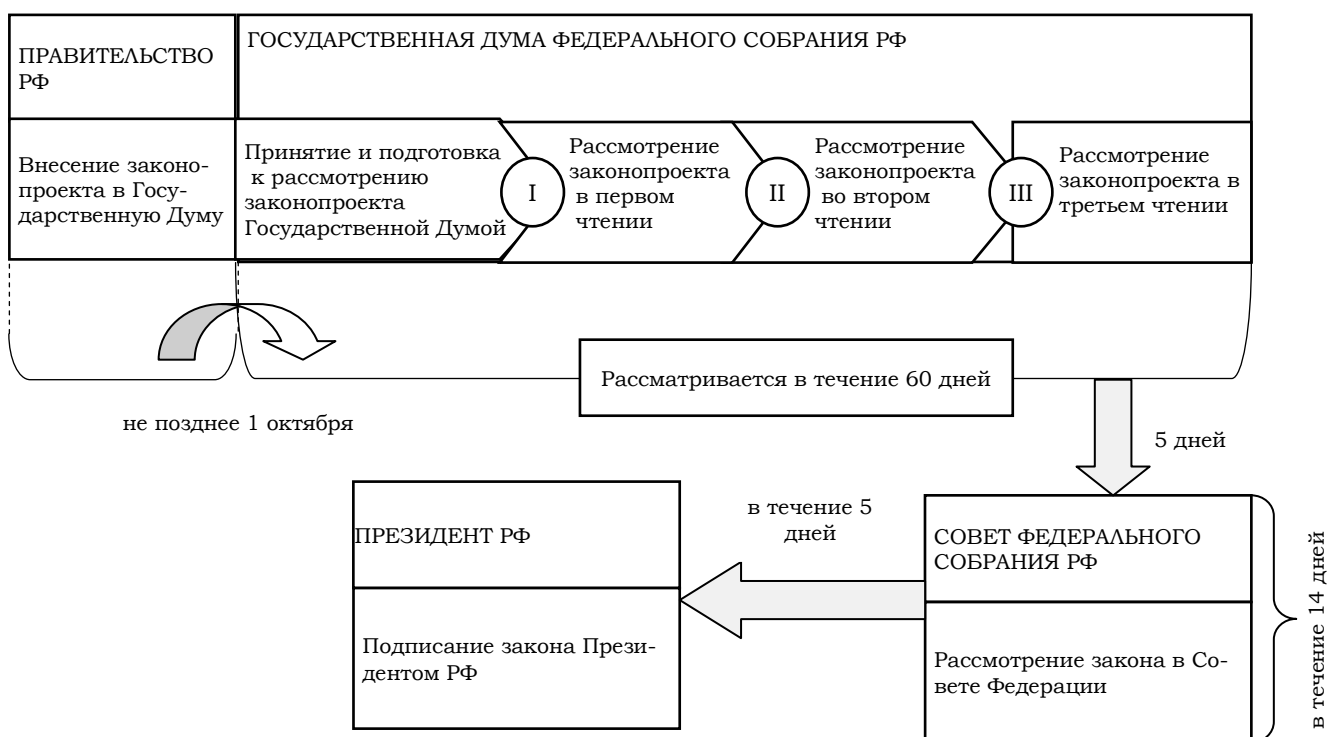 ПРАВИТЕЛЬСТВО
РФ
ГОСУДАРСТВЕННАЯ ДУМА ФЕДЕРАЛЬНОГО СОБРАНИЯ РФ
Внесение законо-
проекта в Госу-
дарственную Думу
Принятие и подготовка
к рассмотрению
законопроекта
Государственной Думой
I
Рассмотрение
законопроекта
в первом
чтении
II
Рассмотрение
законопроекта
во втором
чтении
III
Рассмотрение
законопроекта в
третьем чтении
Рассматривается в течение 60 дней
не позднее 1 октября
5 дней
ПРЕЗИДЕНТ РФ
Подписание закона Прези-
дентом РФ
в течение 5
дней
СОВЕТ ФЕДЕРАЛЬНОГО
СОБРАНИЯ РФ
Рассмотрение закона в Со-
вете Федерации
в течение 14 дней